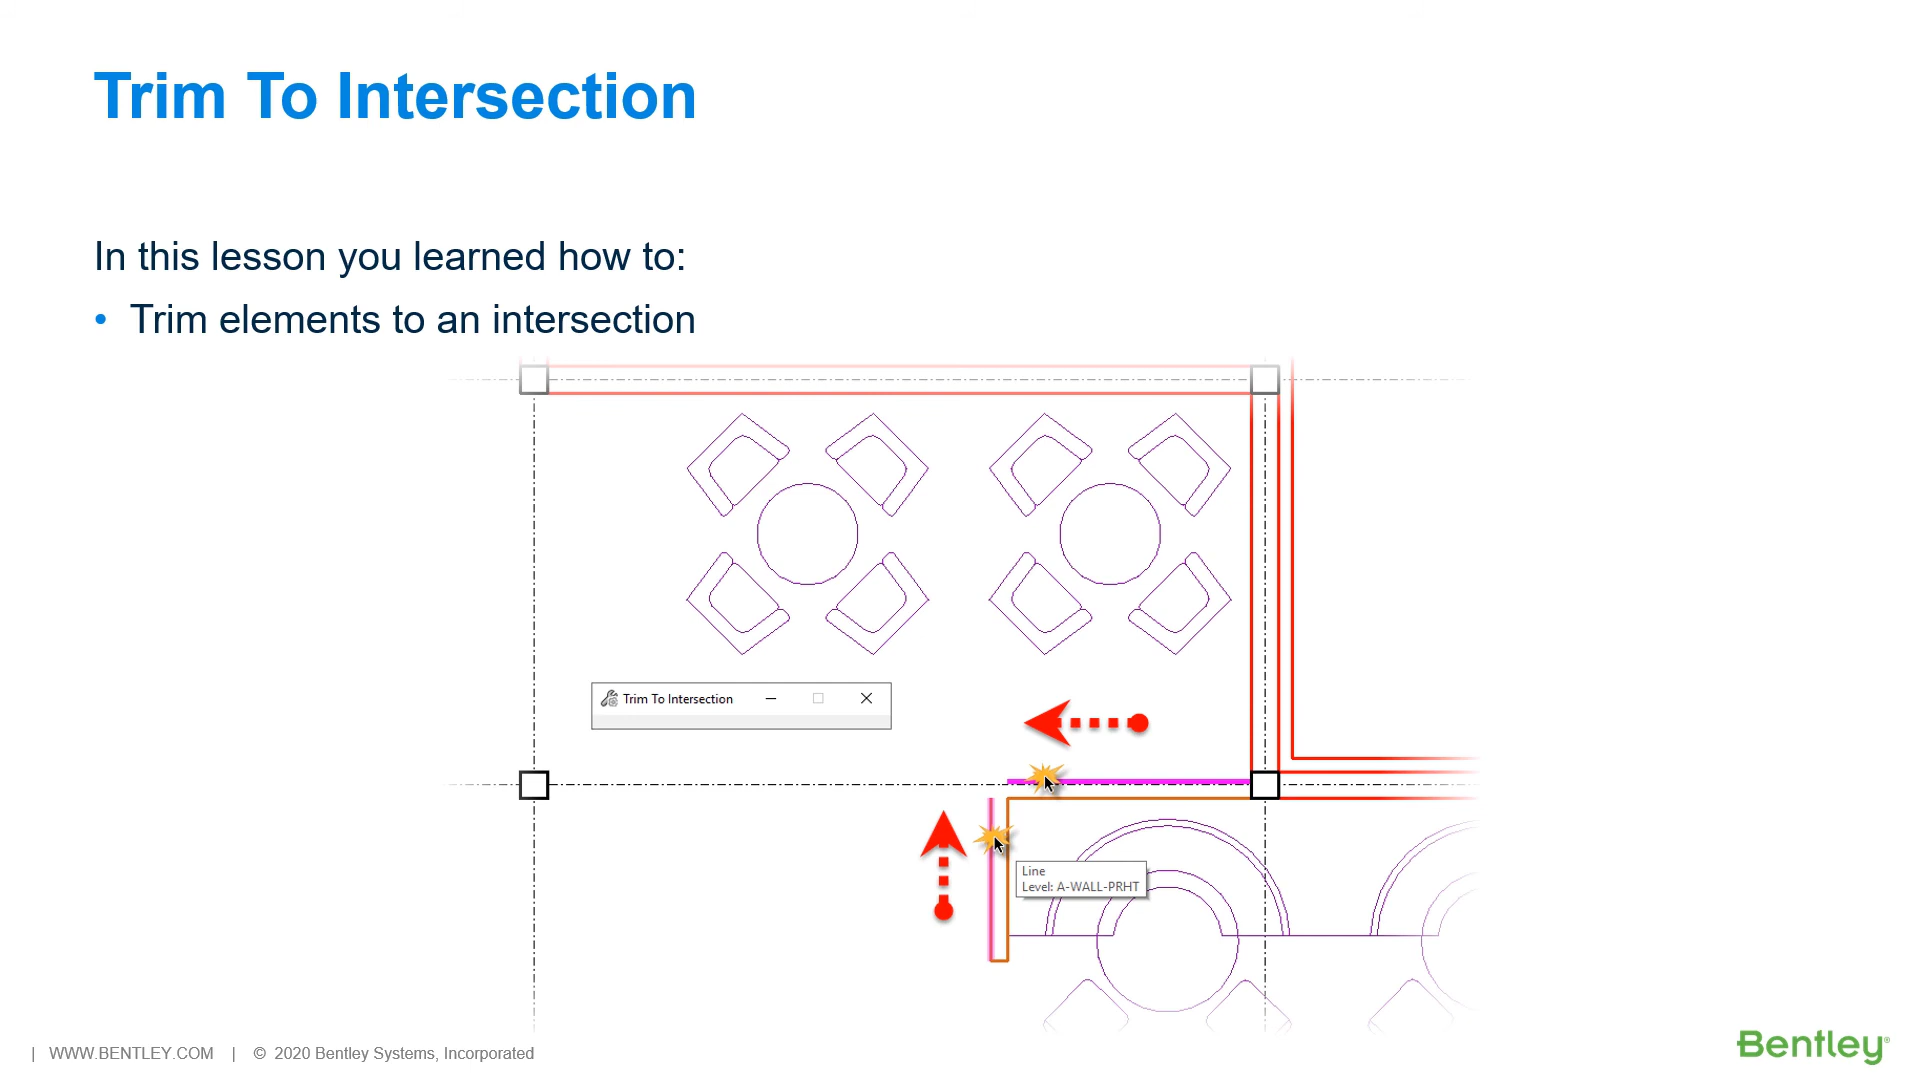 Trim To Intersection
In this lesson you learned how to:
• Trim elements to an intersection
Trim To Intersection
Line
Level: A-WALL-PRHT
| WWW.BENTLEY.COM | © 2020 Bentley Systems, Incorporated
Bentley®